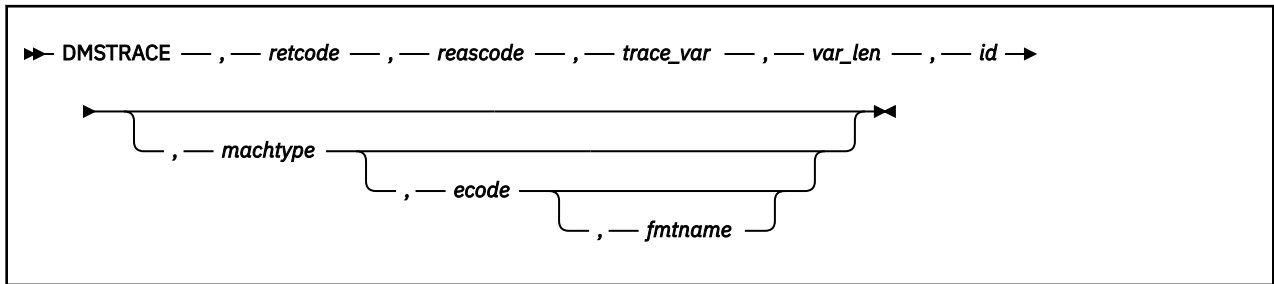 DMSTRACE , retcode , reascode , trace_var , var_len , id
, machtype
, ecode
, fmtname